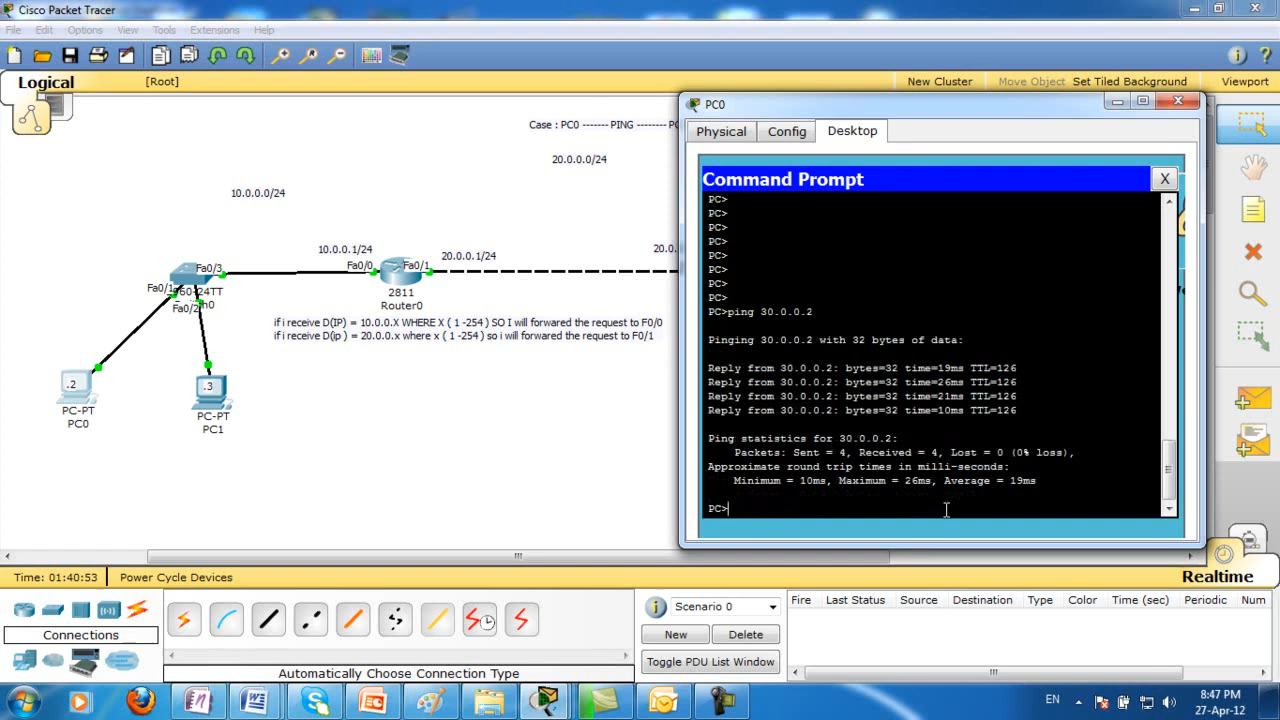 Cisco Packet Tracer
File Edit Options View Tools Extensions Help
Logical
[Root]
New Cluster
Move Object
Set Tiled Background
Viewport
Case : PC0 ------- PING --------
20.0.0.0/24
10.0.0.0/24
10.0.0.1/24
Fa0/0
Fa0/1
20.0.0.1/24
20.0.
2811
Router0
Fa0/3
Fa0/1
Fa0/2
if i receive D(IP) = 10.0.0.X WHERE X ( 1 -254 ) SO I will forwarded the request to F0/0
if i receive D(ip ) = 20.0.0.x where x ( 1 -254 ) so i will forwarded the request to F0/1
.2
PC-PT
PC0
.3
PC-PT
PC1
PC0
Physical Config Desktop
Command Prompt
X
PC>
PC>
PC>
PC>
PC>
PC>
PC>
PC>
PC>ping 30.0.0.2
Pinging 30.0.0.2 with 32 bytes of data:
Reply from 30.0.0.2: bytes=32 time=19ms TTL=126
Reply from 30.0.0.2: bytes=32 time=26ms TTL=126
Reply from 30.0.0.2: bytes=32 time=21ms TTL=126
Reply from 30.0.0.2: bytes=32 time=10ms TTL=126
Ping statistics for 30.0.0.2:
Packets: Sent = 4, Received = 4, Lost = 0 (0% loss),
Approximate round trip times in milli-seconds:
Minimum = 10ms, Maximum = 26ms, Average = 19ms
PC>
Time: 01:40:53
Power Cycle Devices
Realtime
Connections
Automatically Choose Connection Type
Scenario 0
New
Delete
Toggle PDU List Window
Fire Last Status Source Destination Type Color Time (sec) Periodic Num
EN
8:47 PM
27-Apr-12